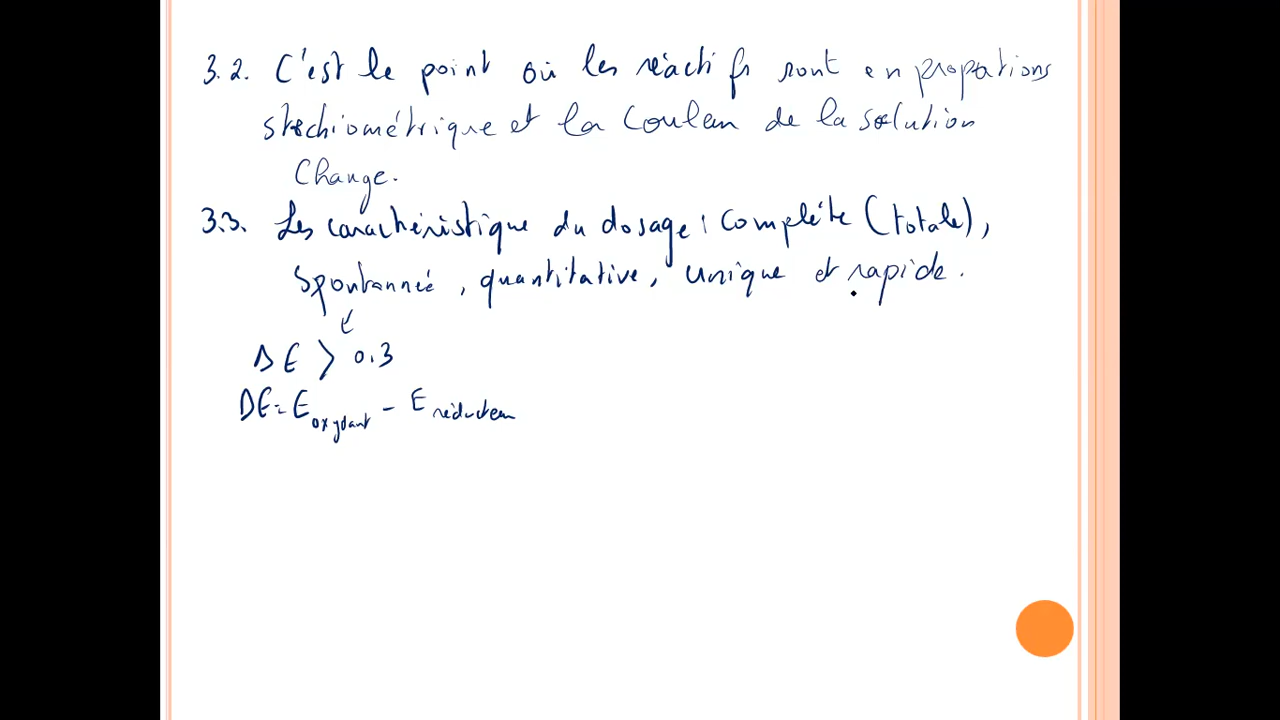 3.2. C'est le point où les réactifs sont en proportions
stœchiométrique et la couleur de la solution
Change.
3.3. Les caractéristique du dosage : complète (totale),
spontannée, quantitative, unique et rapide.
ΔE > 0.3
ΔE = E oxydant - E réducteur